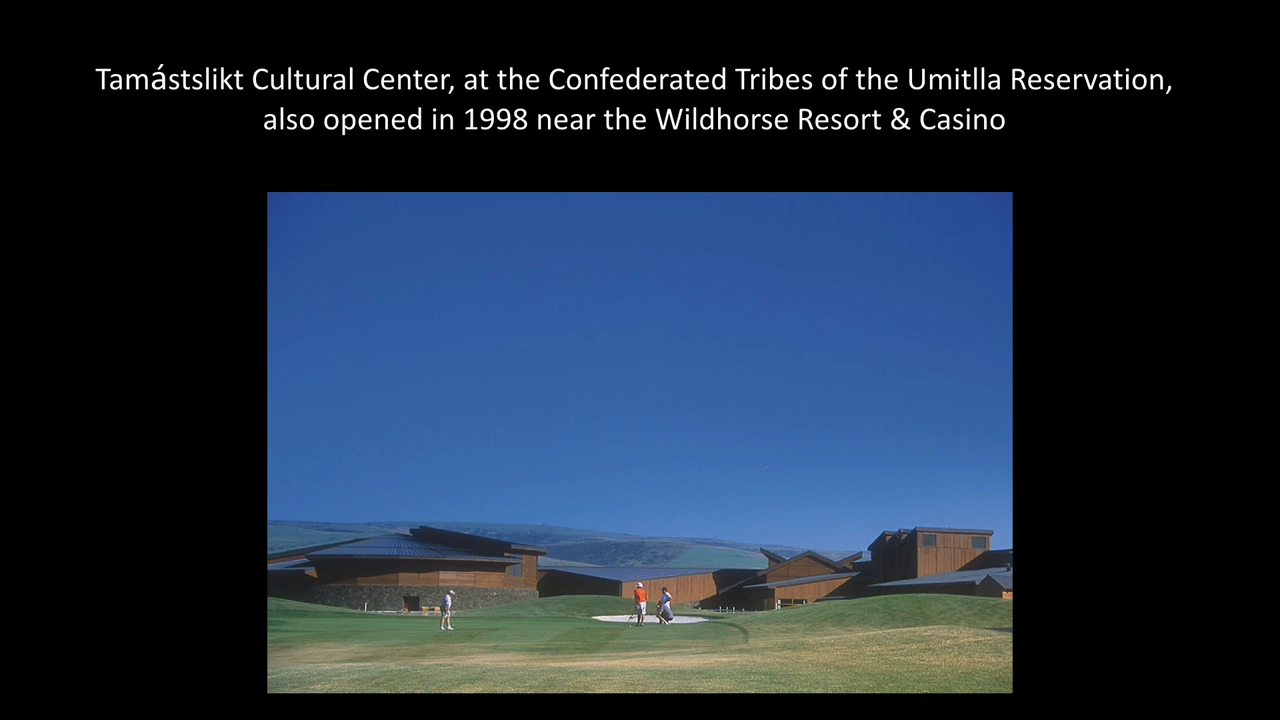 Tamástslikt Cultural Center, at the Confederated Tribes of the Umitlla Reservation,
also opened in 1998 near the Wildhorse Resort & Casino